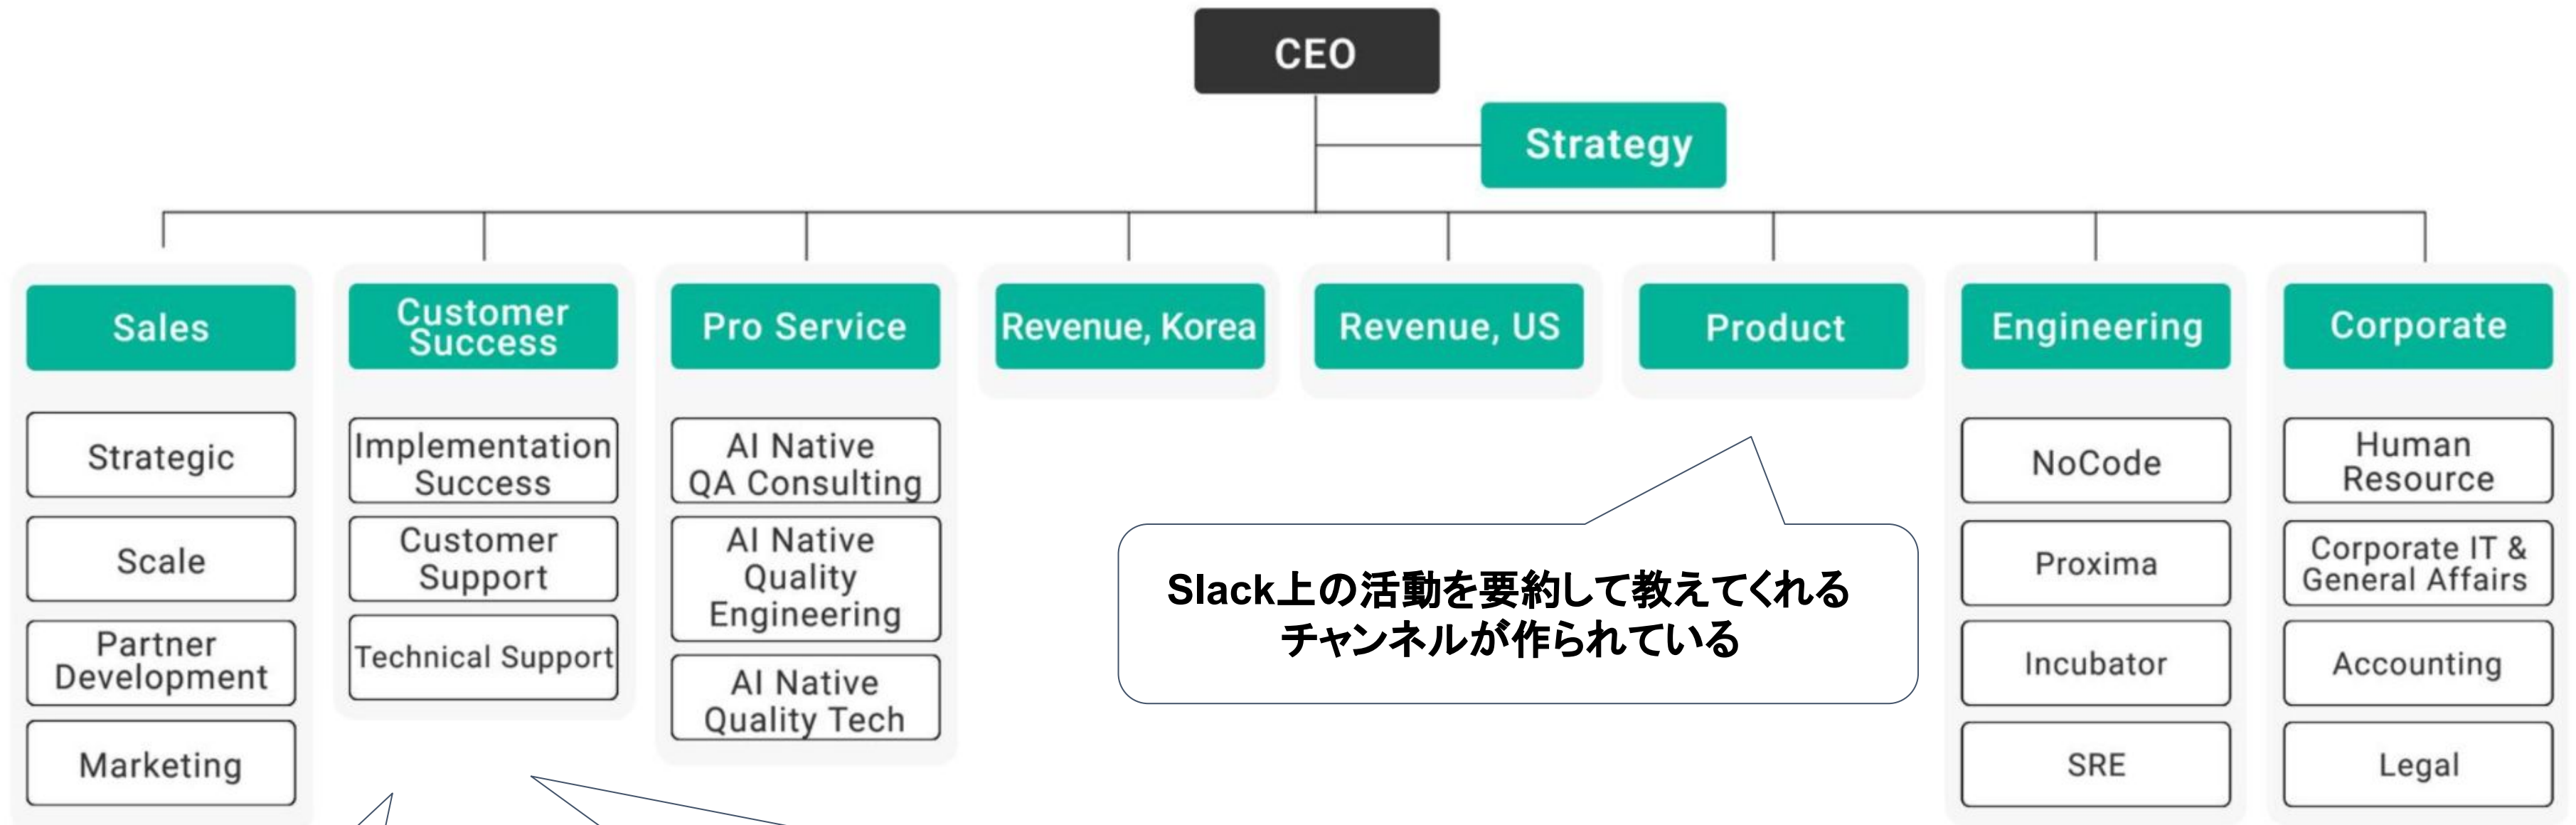 CEO
Strategy
Sales
Strategic
Scale
Partner
Development
Marketing
Customer
Success
Implementation
Success
Customer
Support
Technical Support
Pro Service
AI Native
QA Consulting
AI Native
Quality
Engineering
AI Native
Quality Tech
Revenue, Korea
Revenue, US
Product
Slack上の活動を要約して教えてくれる
チャンネルが作られている
Engineering
NoCode
Proxima
Incubator
SRE
Corporate
Human
Resource
Corporate IT &
General Affairs
Accounting
Legal